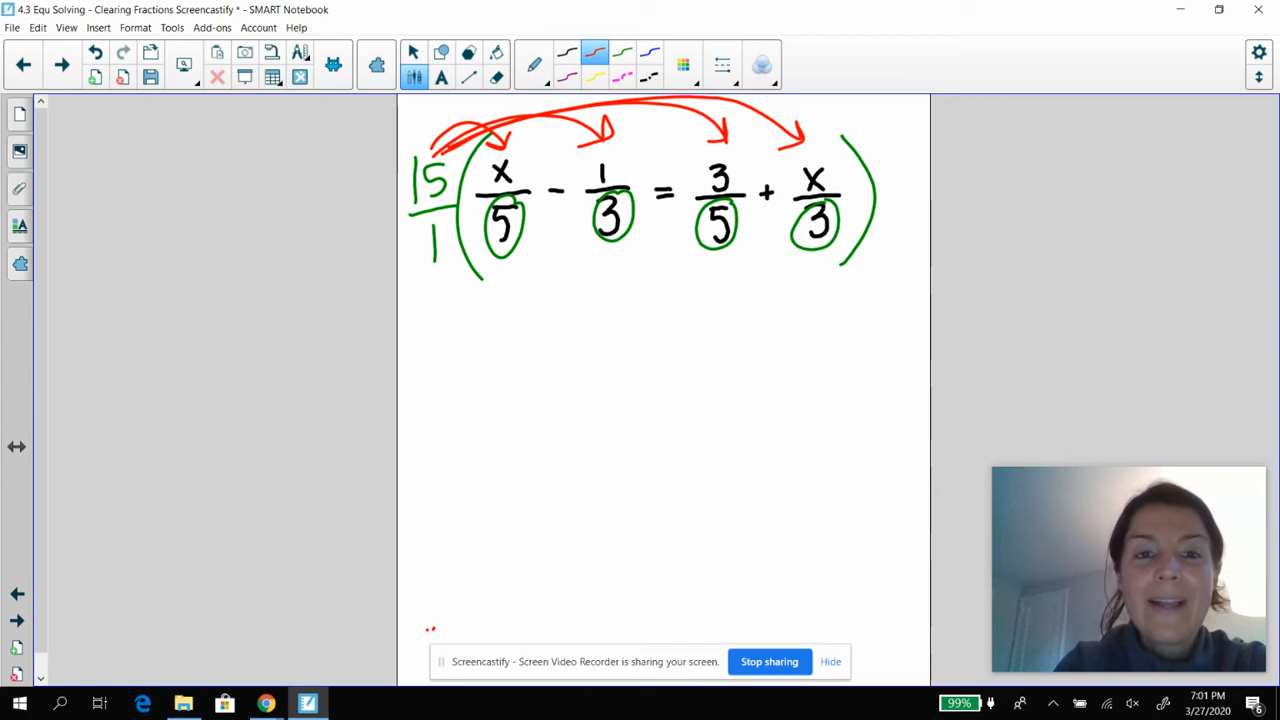 4.3 Equ Solving - Clearing Fractions Screencastify * - SMART Notebook
File Edit View Insert Format Tools Add-ons Account Help
15/1 ( x/5 - 1/3 = 3/5 + x/3 )
Screencastify - Screen Video Recorder is sharing your screen. Stop sharing Hide
99%
7:01 PM
3/27/2020
6